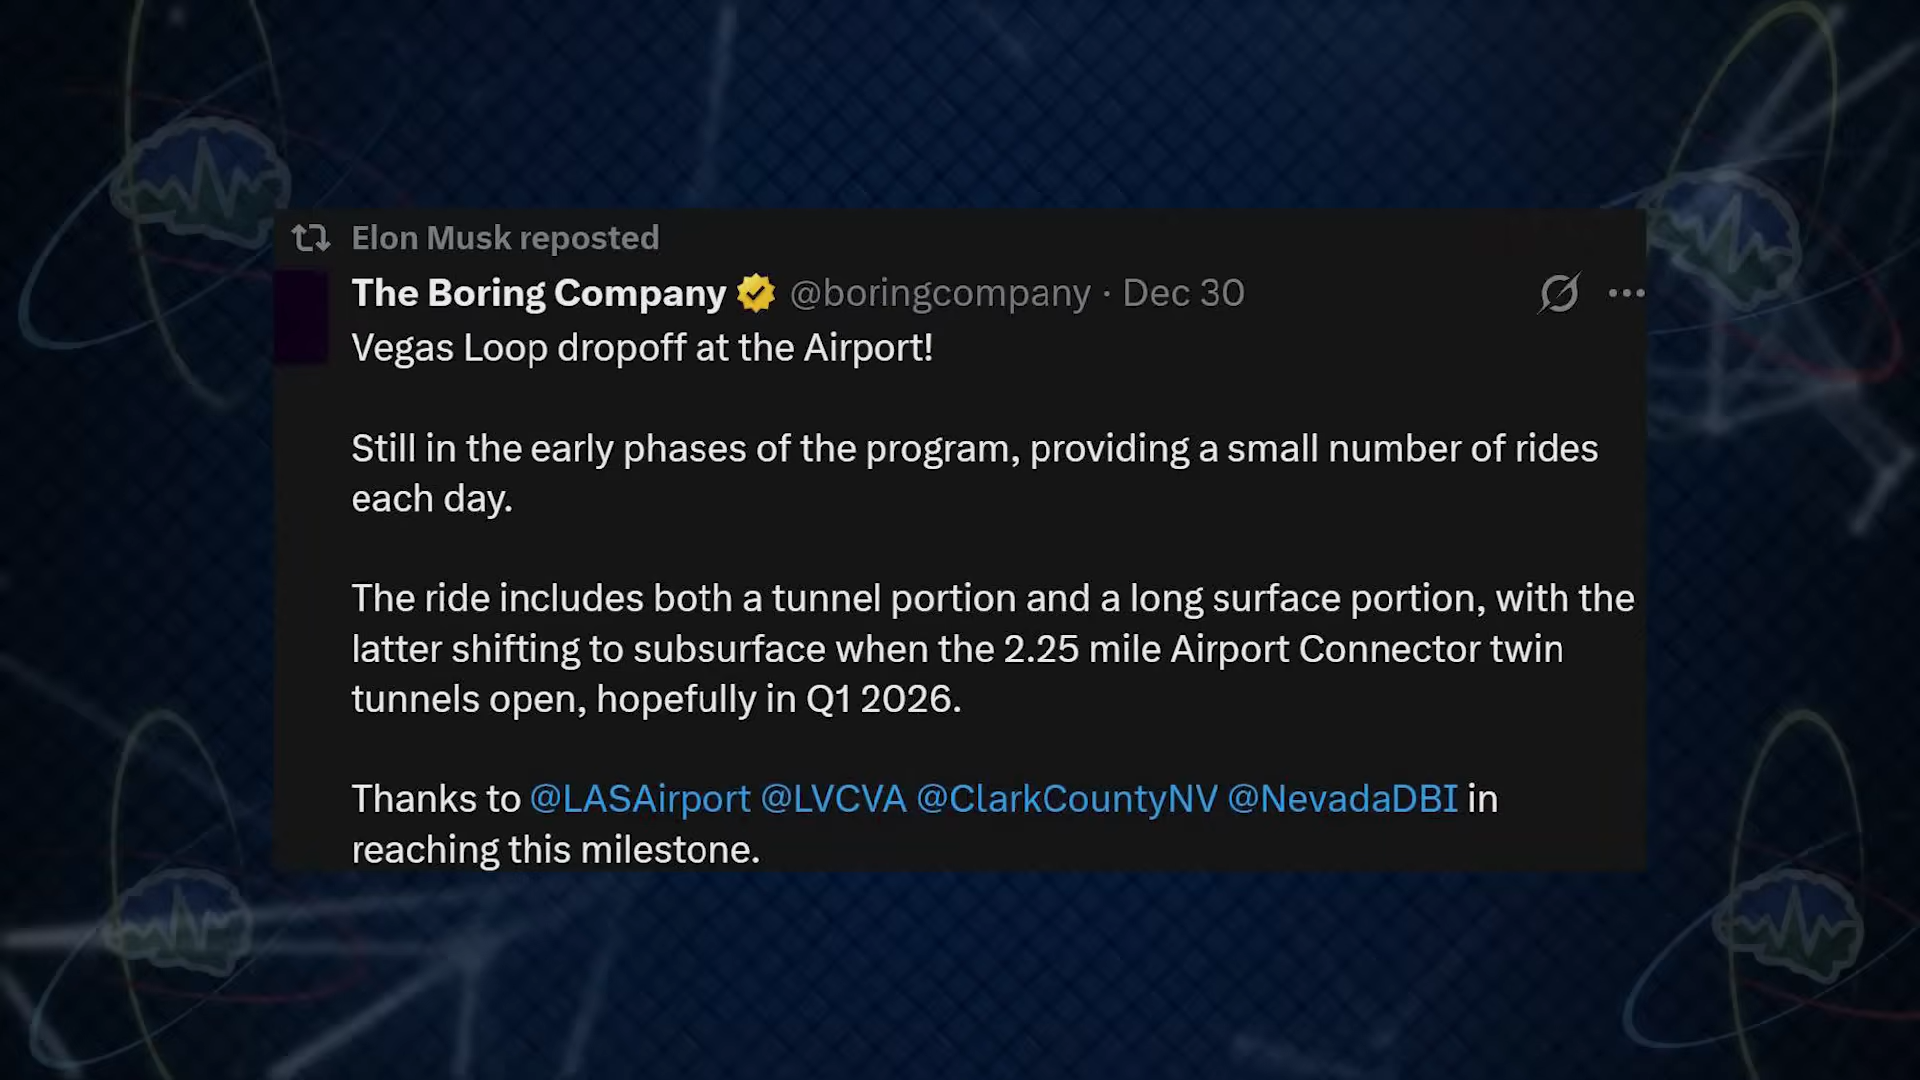 Elon Musk reposted
The Boring Company @boringcompany · Dec 30
Vegas Loop dropoff at the Airport!
Still in the early phases of the program, providing a small number of rides
each day.
The ride includes both a tunnel portion and a long surface portion, with the
latter shifting to subsurface when the 2.25 mile Airport Connector twin
tunnels open, hopefully in Q1 2026.
Thanks to @LASAirport @LVCVA @ClarkCountyNV @NevadaDBI in
reaching this milestone.